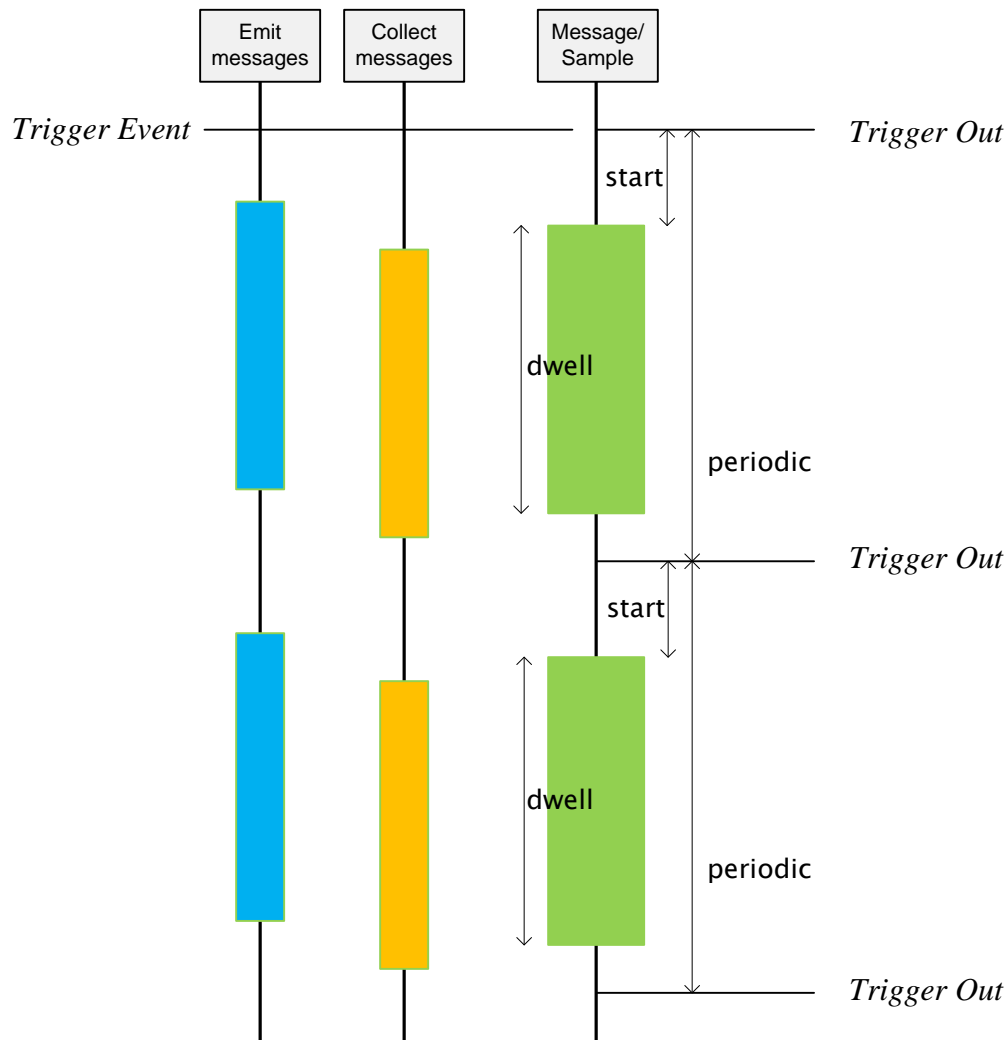 Emit
messages
Collect
messages
Message/
Sample
Trigger Event
Trigger Out
start
dwell
periodic
Trigger Out
start
dwell
periodic
Trigger Out